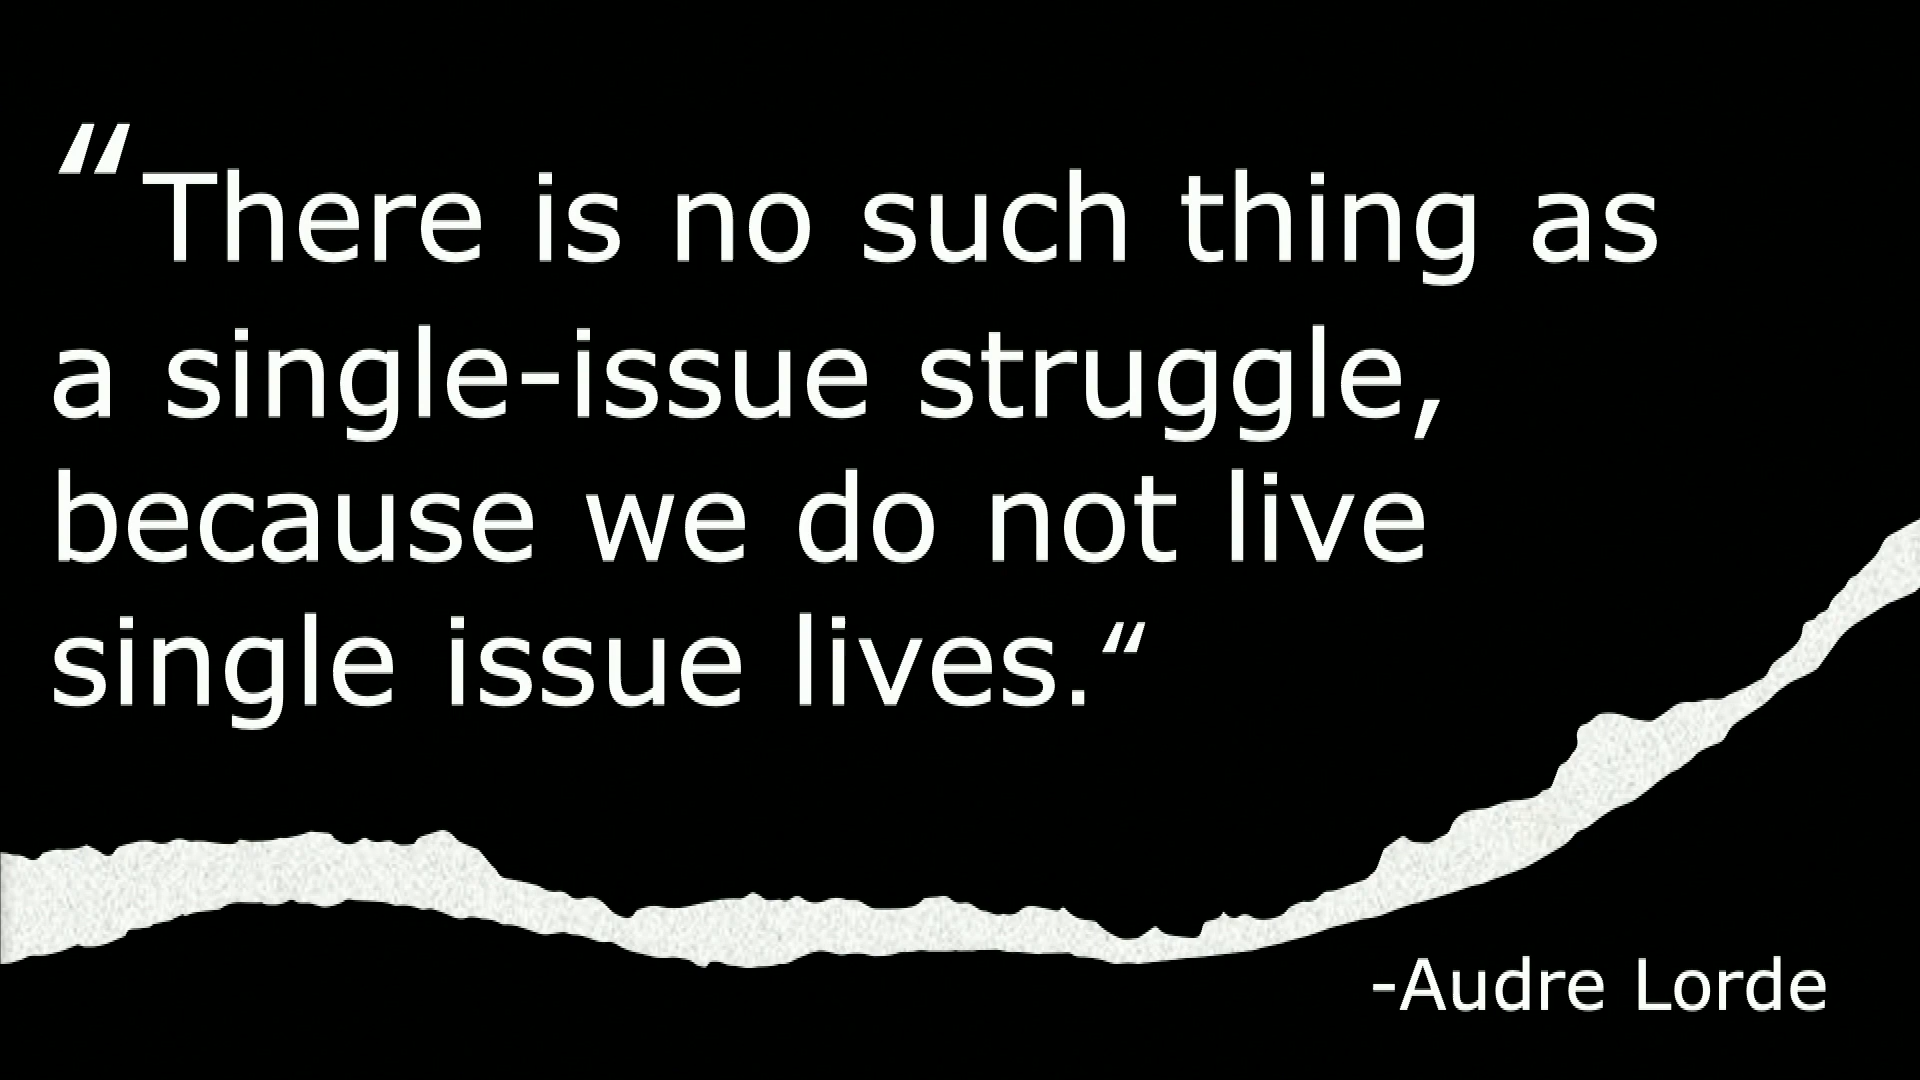 “There is no such thing as
a single-issue struggle,
because we do not live
single issue lives.“
-Audre Lorde